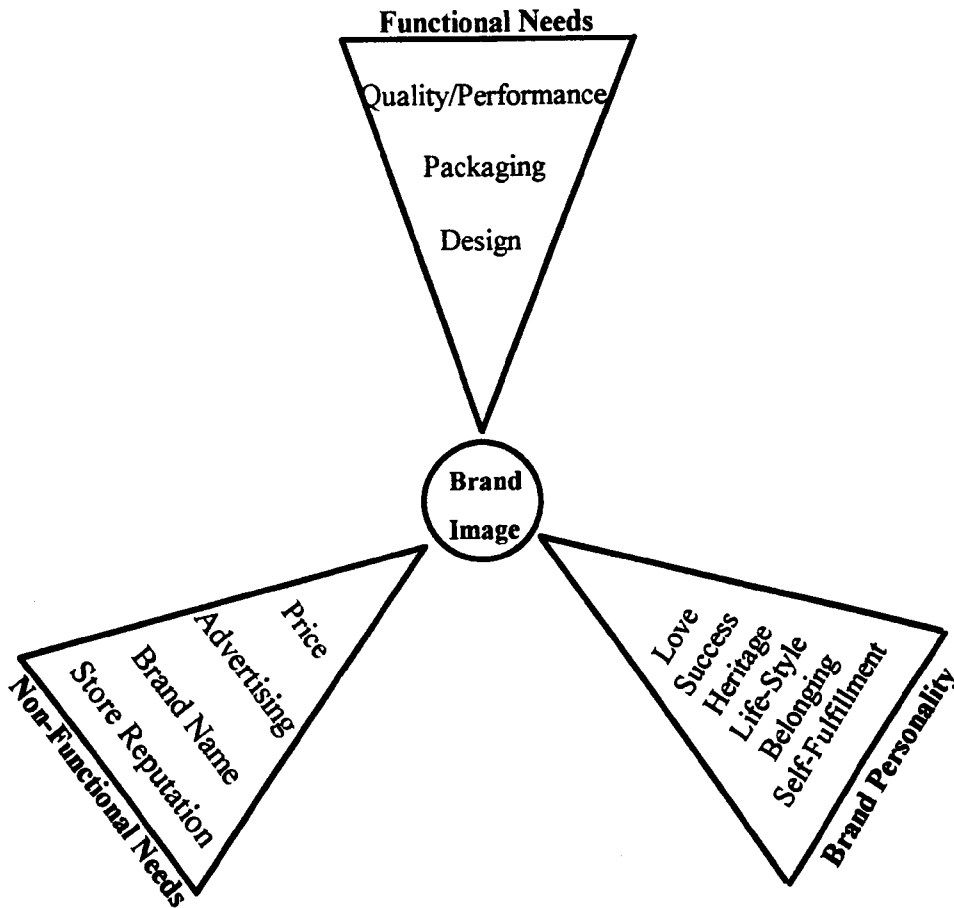 Functional Needs
Quality/Performance
Packaging
Design
Brand
Image
Price
Advertising
Brand Name
Store Reputation
Non-Functional Needs
Love
Success
Heritage
Life-Style
Belonging
Self-Fulfillment
Brand Personality